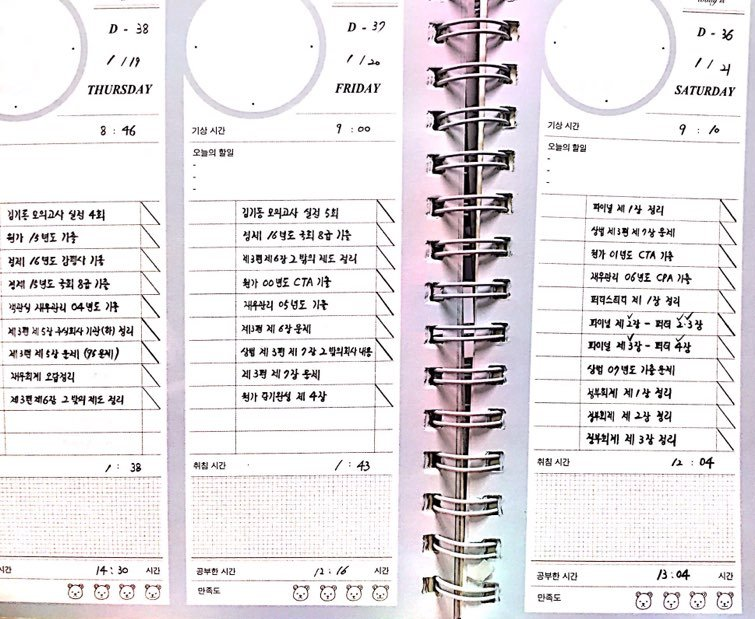 D - 38
1 / 19
THURSDAY
8 : 46
김기동 모의고사 실전 4회
원가 15년도 기출
경제 16년도 감평사 기출
경제 15년도 국회 8급 기출
객관식 재무관리 04년도 기출
제3편 제5장 주식회사 기관(하) 정리
제3편 제5장 문제 (96문제)
재무회계 오답정리
제3편 제6장 그 밖의 제도 정리
1 : 38
시간
14 : 30 시간
D - 37
1 / 20
FRIDAY
기상 시간 9 : 00
오늘의 할일
-
-
-
김기동 모의고사 실전 5회
경제 16년도 국회 8급 기출
제3편 제6장 그 밖의 제도 정리
원가 00년도 CTA 기출
재무관리 05년도 기출
제3편 제6장 문제
상법 제3편 제7장 그 밖의회사 내용
제3편 제7장 문제
원가 제4장
취침 시간 1 : 43
공부한 시간 12 : 16 시간
만족도
D - 36
1 / 21
SATURDAY
기상 시간 9 : 10
오늘의 할일
-
-
-
파이널 제1장 정리
상법 제3편 제7장 문제
원가 01년도 CTA 기출
재무관리 06년도 CPA 기출
퍼펙스터디 제1장 정리
파이널 제2장 - 퍼펙 2·3장
파이널 제3장 - 퍼펙 4장
상법 09년도 기출문제
정부회계 제1장 정리
정부회계 제2장 정리
정부회계 제3장 정리
취침 시간 12 : 04
공부한 시간 13 : 04 시간
만족도